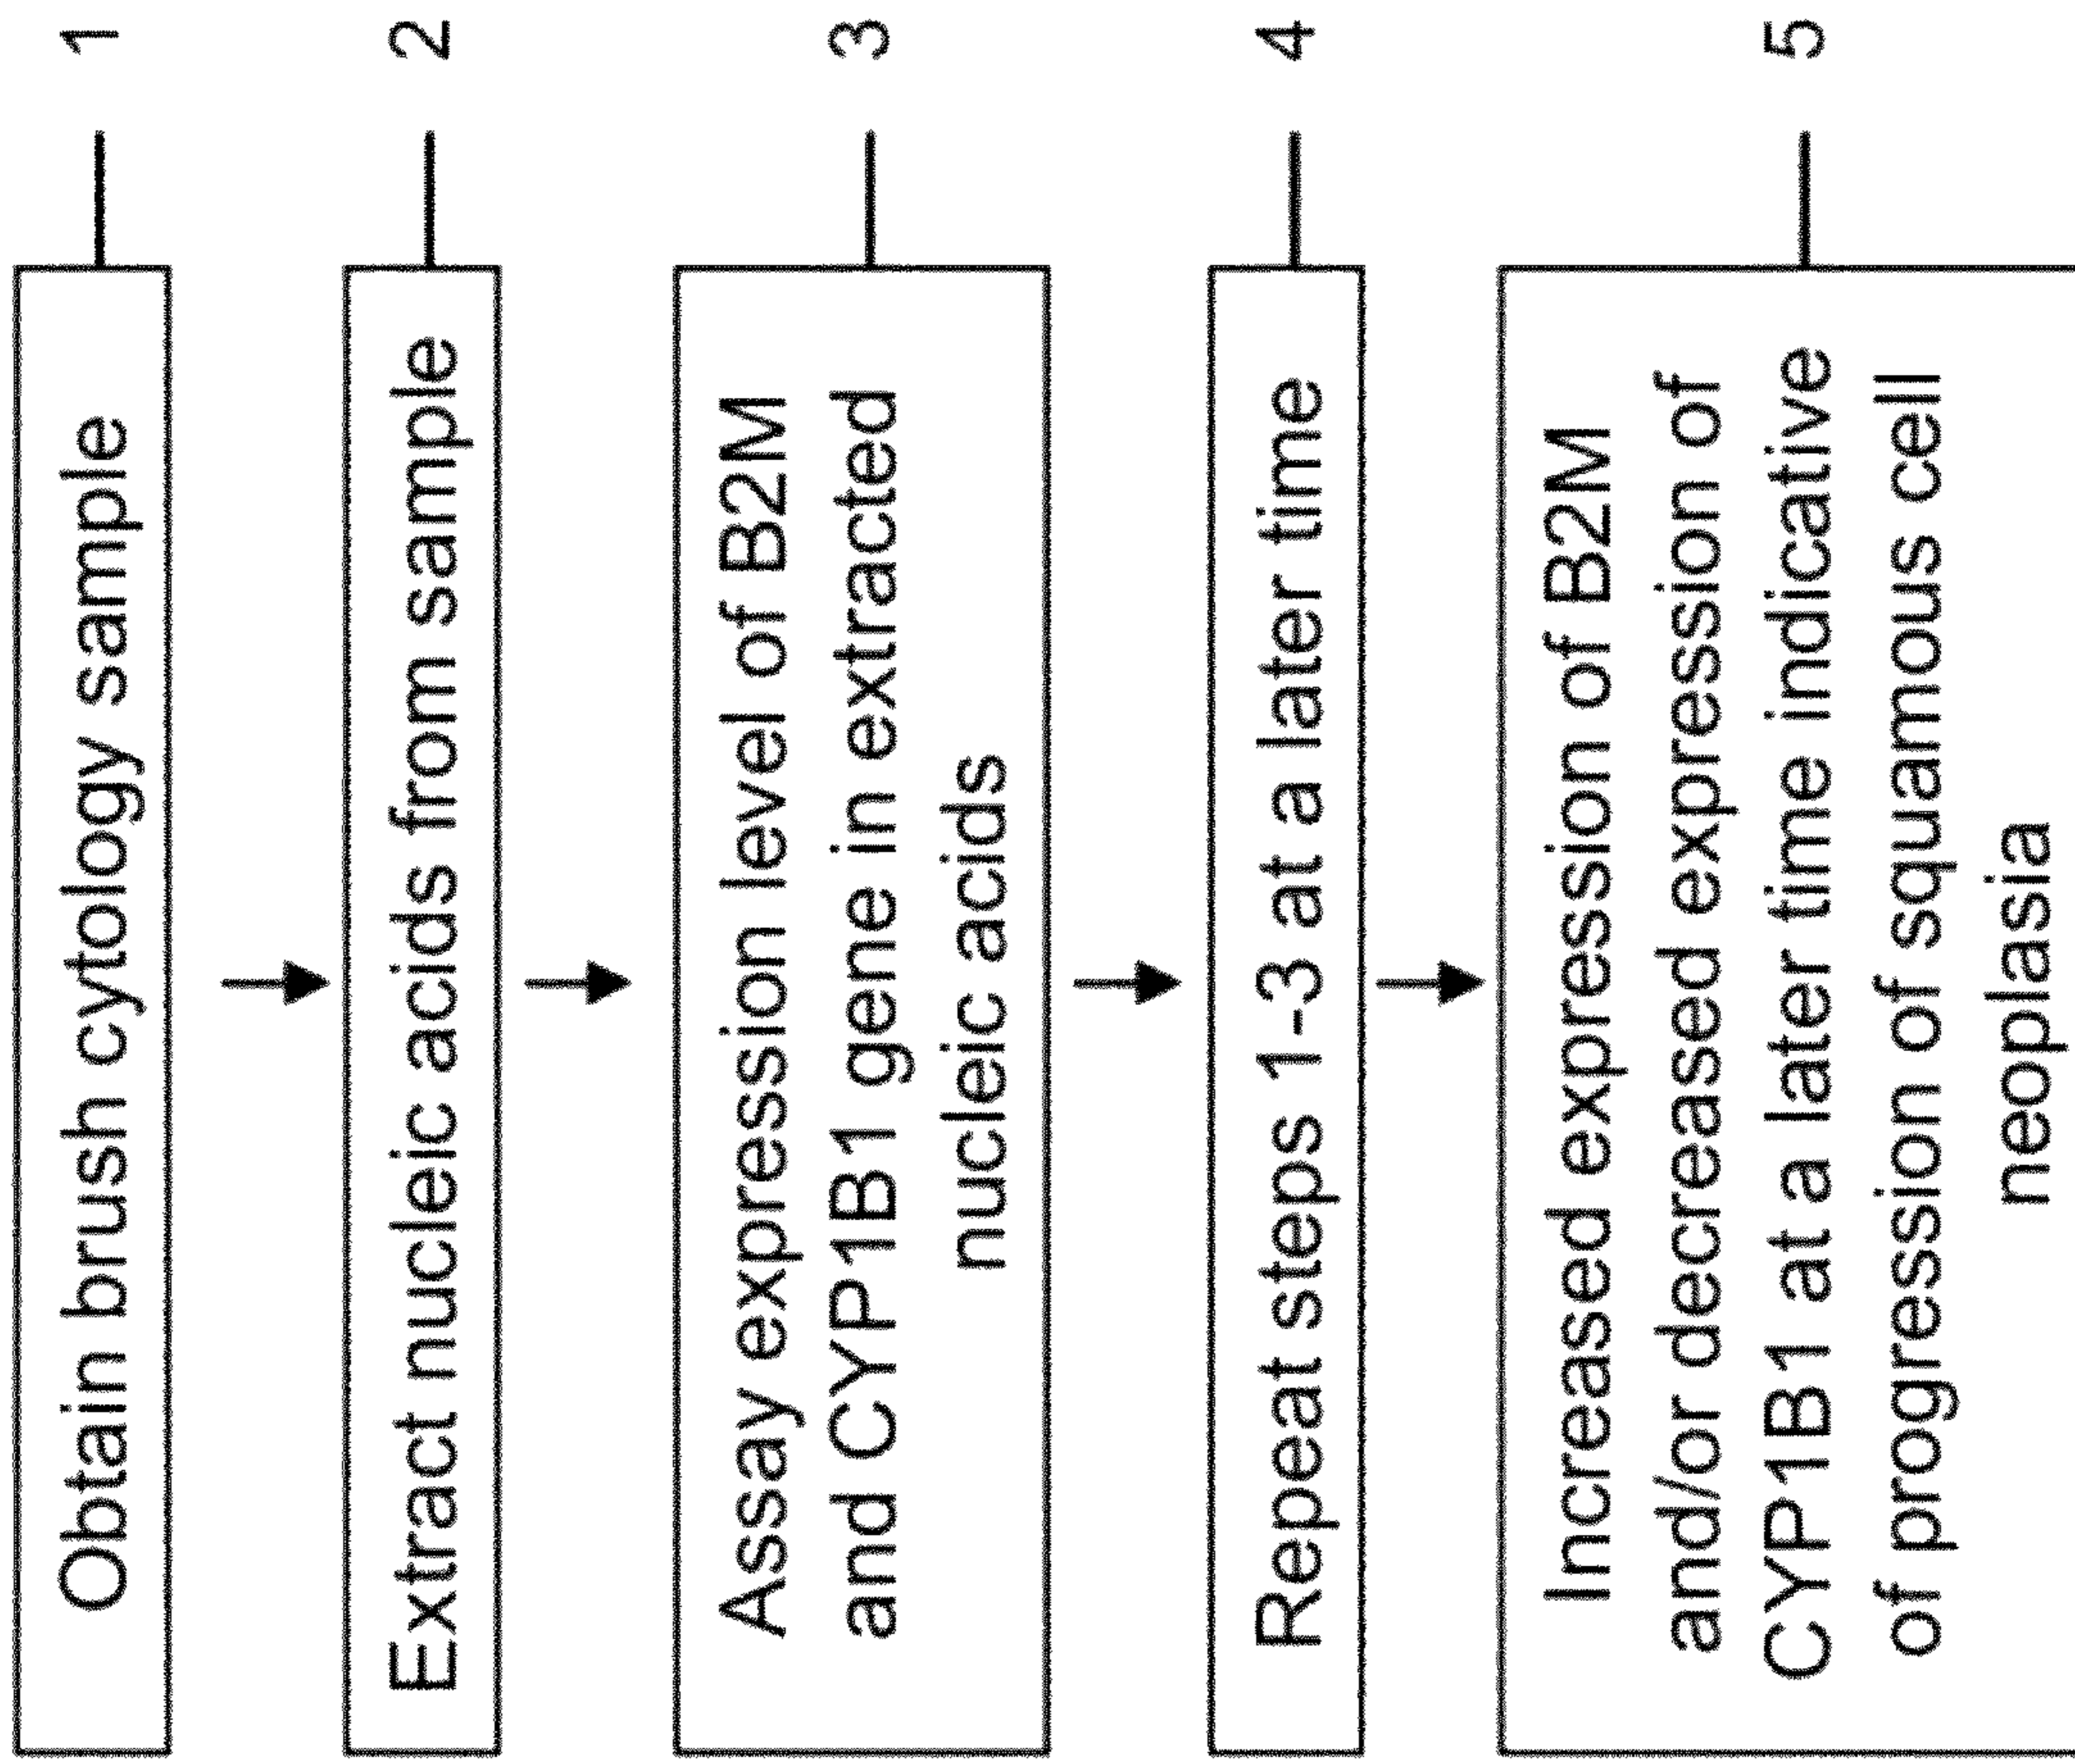 Obtain brush cytology sample
1
Extract nucleic acids from sample
2
Assay expression level of B2M
and CYP1B1 gene in extracted
nucleic acids
3
Repeat steps 1-3 at a later time
4
Increased expression of B2M
and/or decreased expression of
CYP1B1 at a later time indicative
of progression of squamous cell
neoplasia
5